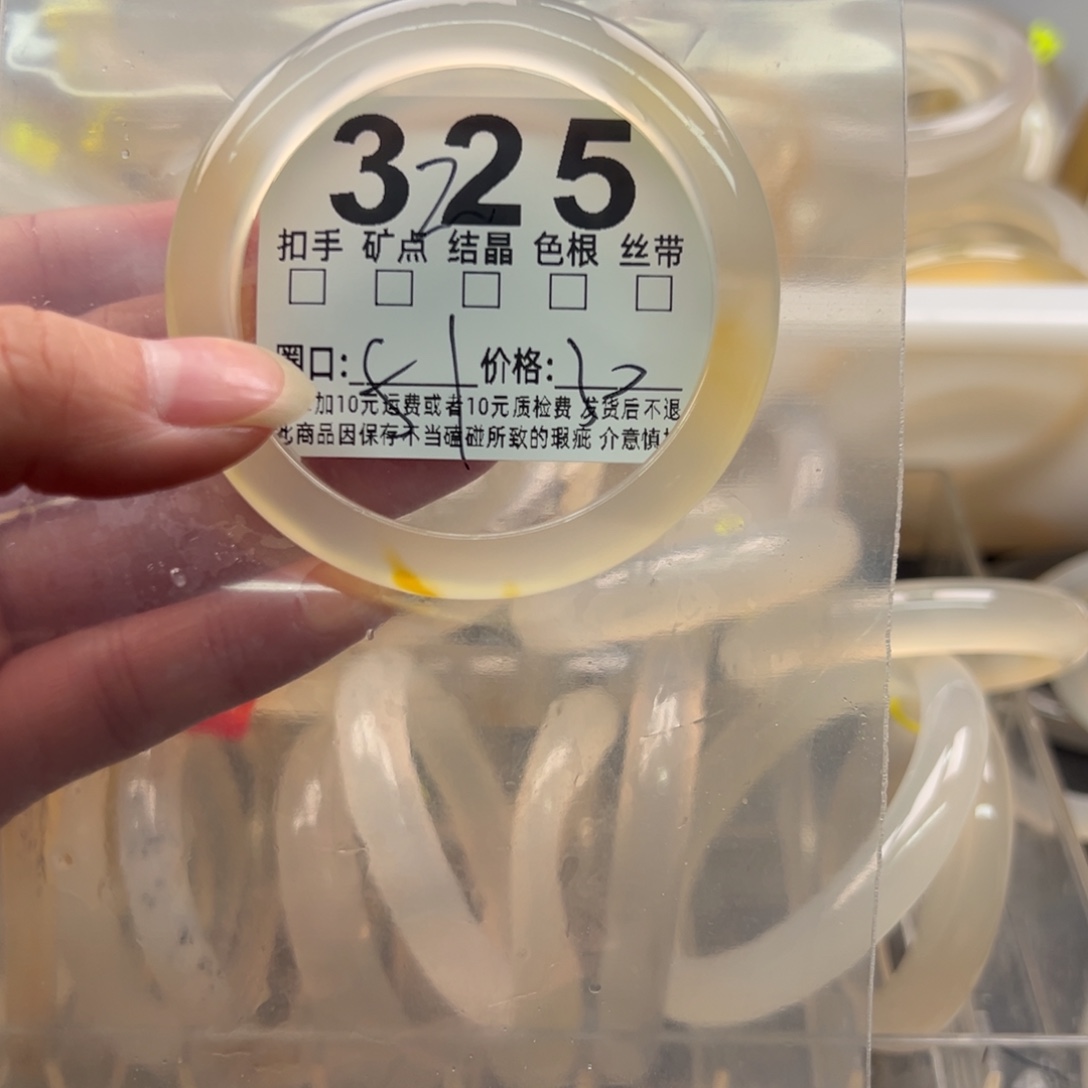 325
扣手 矿点 结晶 色根 丝带
圈口: 价格:
加10元运费或者10元质检费 发货后不退
此商品因保存不当磕碰所致的瑕疵 介意慎